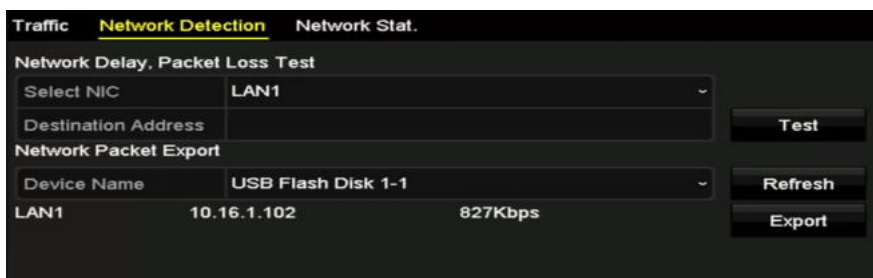 Traffic Network Detection Network Stat.
Network Delay, Packet Loss Test
Select NIC LAN1
Destination Address Test
Network Packet Export
Device Name USB Flash Disk 1-1 Refresh
LAN1 10.16.1.102 827Kbps Export